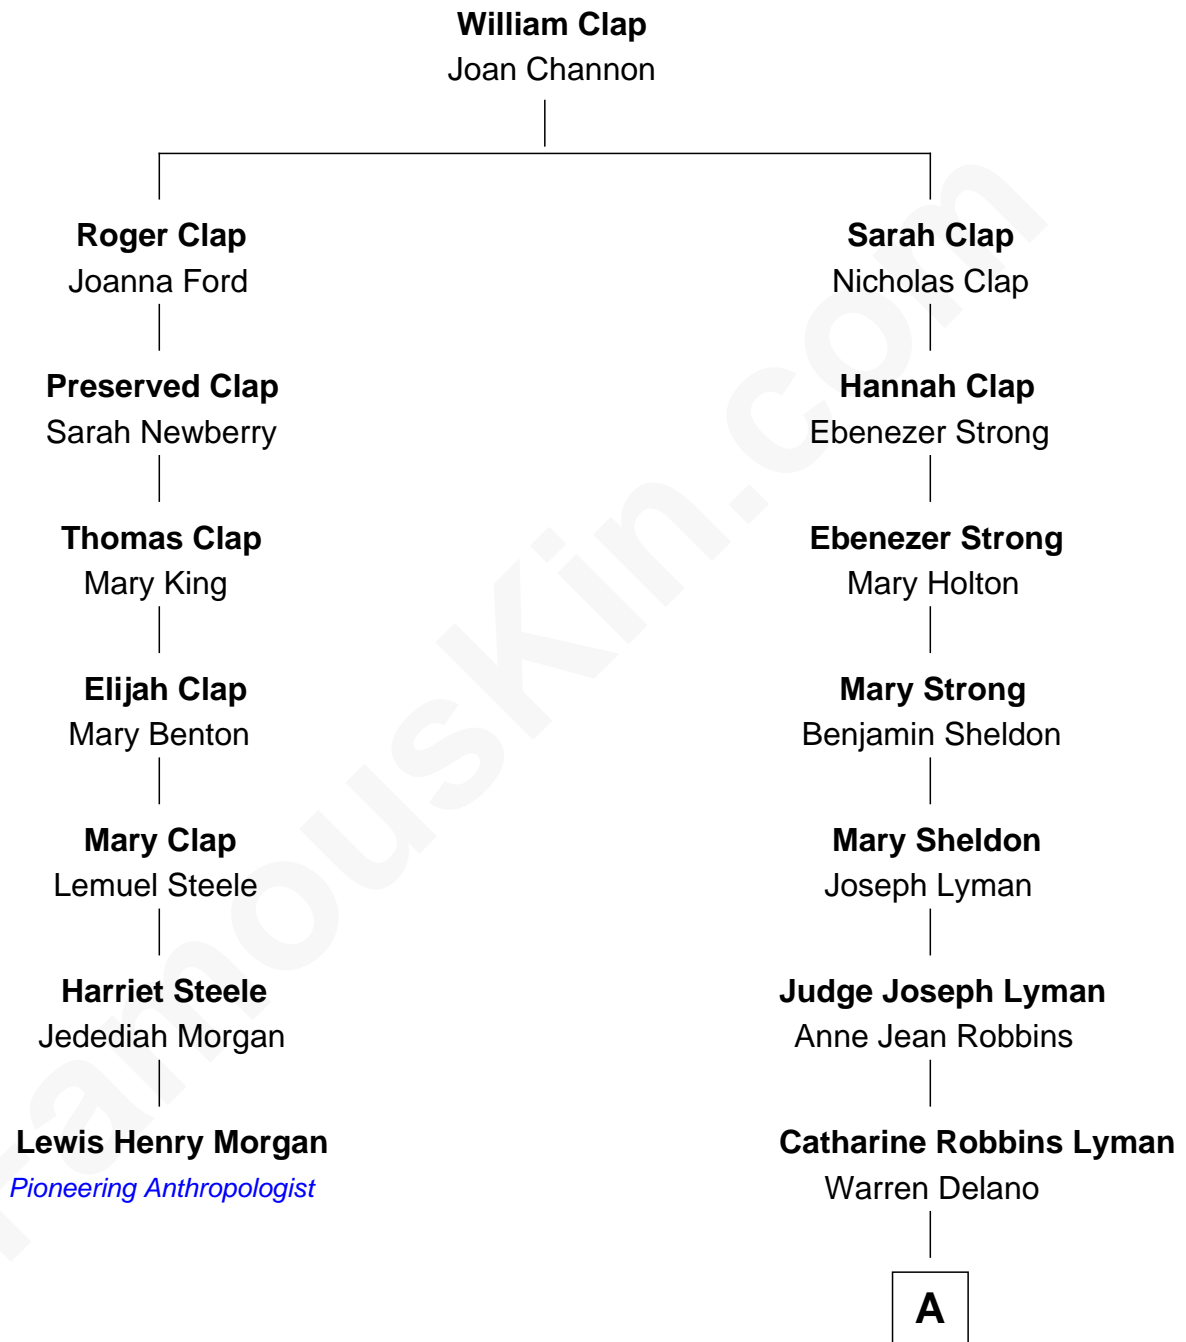 William Clap
Joan Channon
Roger Clap
Joanna Ford
Sarah Clap
Nicholas Clap
Preserved Clap
Sarah Newberry
Hannah Clap
Ebenezer Strong
Thomas Clap
Mary King
Ebenezer Strong
Mary Holton
Elijah Clap
Mary Benton
Mary Strong
Benjamin Sheldon
Mary Clap
Lemuel Steele
Mary Sheldon
Joseph Lyman
Harriet Steele
Jedediah Morgan
Judge Joseph Lyman
Anne Jean Robbins
Lewis Henry Morgan
Pioneering Anthropologist
Catharine Robbins Lyman
Warren Delano
A
FamousKin.com